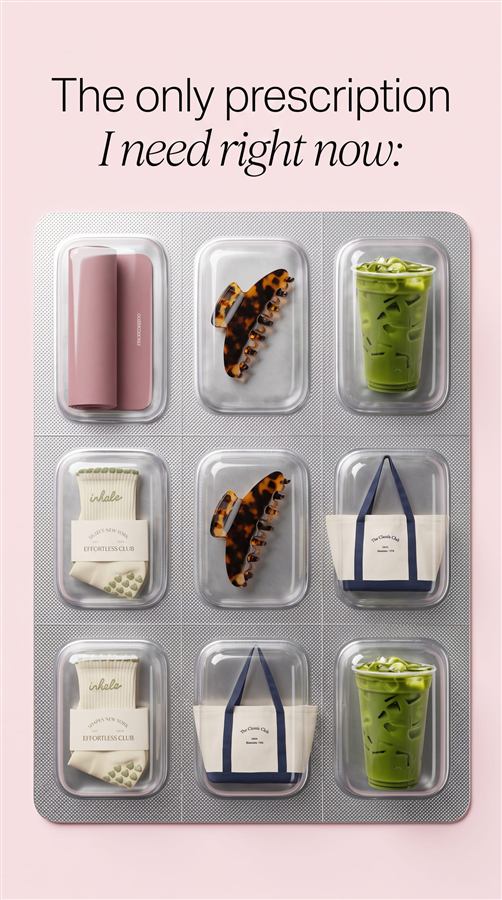 The only prescription
I need right now:
inhale
EFFORTLESS CLUB
The Classic Club
inhale
EFFORTLESS CLUB
The Classic Club